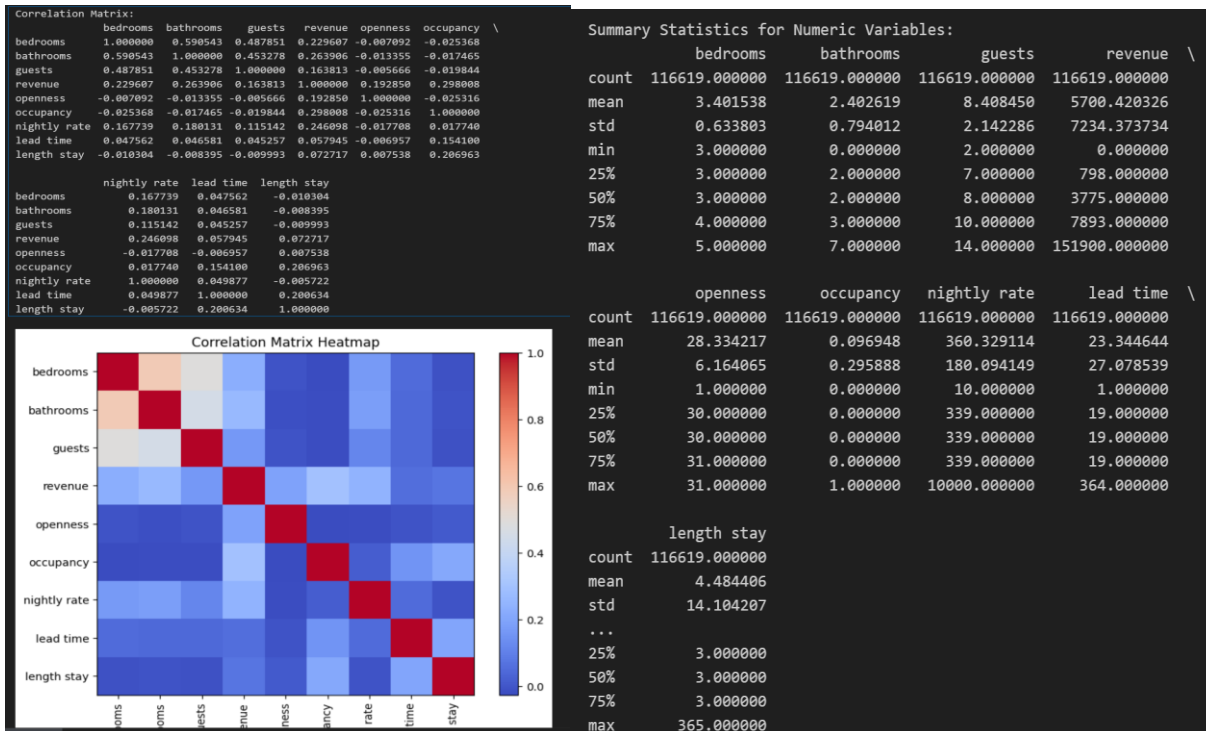 Correlation Matrix:
bedrooms bathrooms guests revenue openness occupancy \
bedrooms 1.000000 0.590543 0.487851 0.229607 -0.007092 -0.025368
bathrooms 0.590543 1.000000 0.453278 0.263906 -0.013355 -0.017465
guests 0.487851 0.453278 1.000000 0.163813 -0.005666 -0.019844
revenue 0.229607 0.263906 0.163813 1.000000 0.192850 0.298008
openness -0.007092 -0.013355 -0.005666 0.192850 1.000000 -0.025316
occupancy -0.025368 -0.017465 -0.019844 0.298008 -0.025316 1.000000
nightly rate 0.167739 0.180131 0.115142 0.246098 -0.017708 0.017740
lead time 0.047562 0.046581 0.045257 0.057945 -0.006957 0.154100
length stay -0.010304 -0.008395 -0.009993 0.072717 0.007538 0.206963
nightly rate lead time length stay
bedrooms 0.167739 0.047562 -0.010304
bathrooms 0.180131 0.046581 -0.008395
guests 0.115142 0.045257 -0.009993
revenue 0.246098 0.057945 0.072717
openness -0.017708 -0.006957 0.007538
occupancy 0.017740 0.154100 0.206963
nightly rate 1.000000 0.049877 -0.005722
lead time 0.049877 1.000000 0.200634
length stay -0.005722 0.200634 1.000000
Correlation Matrix Heatmap
bedrooms
bathrooms
guests
revenue
openness
occupancy
nightly rate
lead time
length stay
ooms
oms
ests
enue
ness
ancy
rate
time
stay
1.0
0.8
0.6
0.4
0.2
0.0
Summary Statistics for Numeric Variables:
bedrooms bathrooms guests revenue \
count 116619.000000 116619.000000 116619.000000 116619.000000
mean 3.401538 2.402619 8.408450 5700.420326
std 0.633803 0.794012 2.142286 7234.373734
min 3.000000 0.000000 2.000000 0.000000
25% 3.000000 2.000000 7.000000 798.000000
50% 3.000000 2.000000 8.000000 3775.000000
75% 4.000000 3.000000 10.000000 7893.000000
max 5.000000 7.000000 14.000000 151900.000000
openness occupancy nightly rate lead time \
count 116619.000000 116619.000000 116619.000000 116619.000000
mean 28.334217 0.096948 360.329114 23.344644
std 6.164065 0.295888 180.094149 27.078539
min 1.000000 0.000000 10.000000 1.000000
25% 30.000000 0.000000 339.000000 19.000000
50% 30.000000 0.000000 339.000000 19.000000
75% 31.000000 0.000000 339.000000 19.000000
max 31.000000 1.000000 10000.000000 364.000000
length stay
count 116619.000000
mean 4.484406
std 14.104207
...
25% 3.000000
50% 3.000000
75% 3.000000
max 365.000000